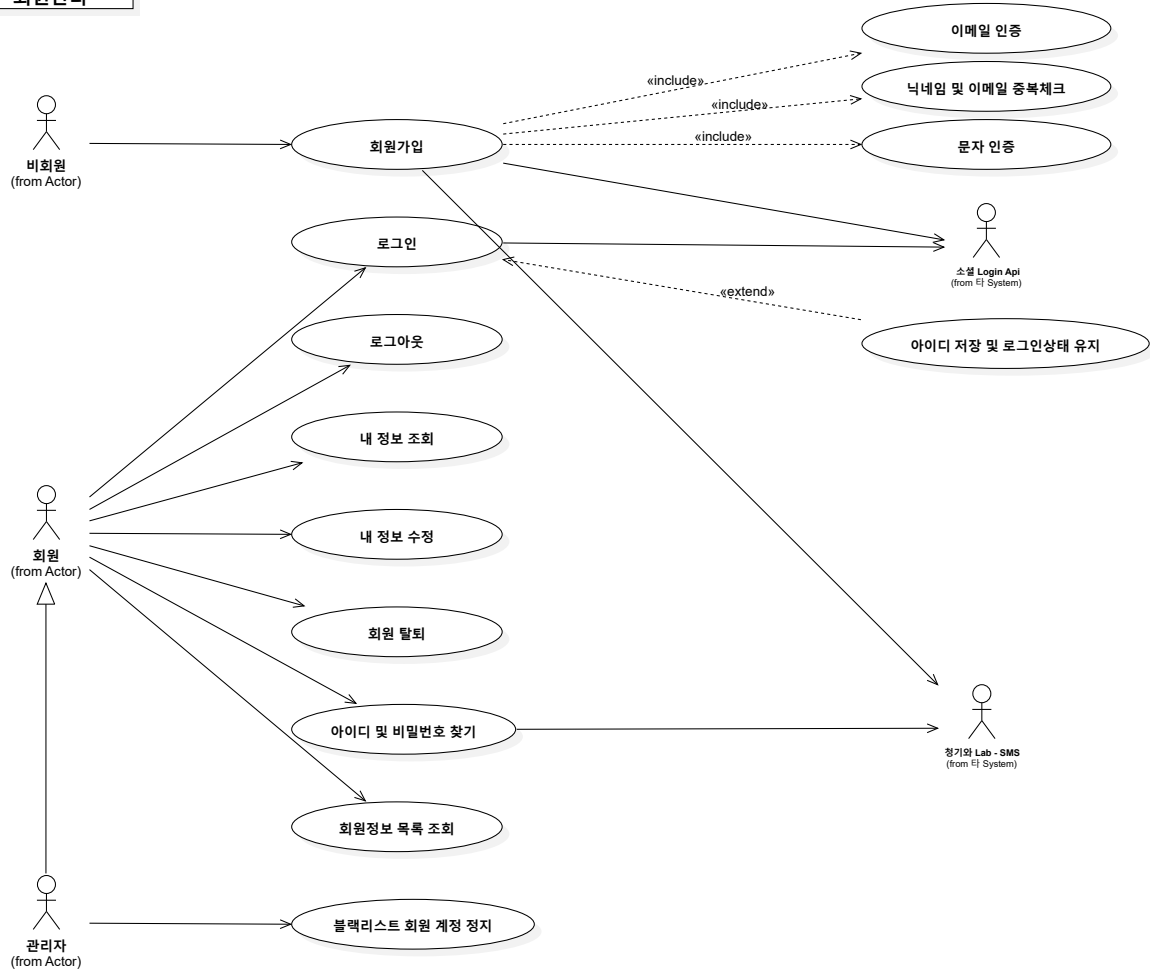 회원관리
이메일 인증
«include»
닉네임 및 이메일 중복체크
«include»
비회원
(from Actor)
회원가입
«include»
문자 인증
로그인
소셜 Login Api
(from 타 System)
«extend»
로그아웃
아이디 저장 및 로그인상태 유지
내 정보 조회
회원
(from Actor)
내 정보 수정
회원 탈퇴
아이디 및 비밀번호 찾기
청기와 Lab - SMS
(from 타 System)
회원정보 목록 조회
관리자
(from Actor)
블랙리스트 회원 계정 정지